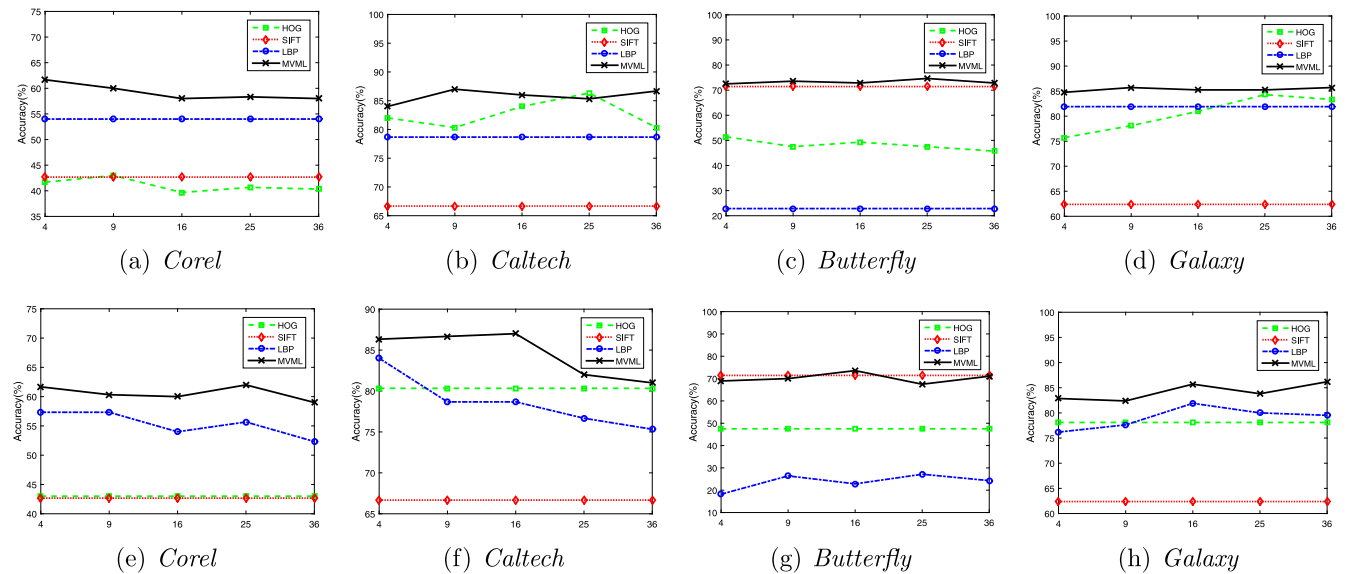 75
70
65
60
55
50
45
40
35
Accuracy(%)
4 9 16 25 36
HOG
SIFT
LBP
MVML
(a) Corel
100
95
90
85
80
75
70
65
Accuracy(%)
4 9 16 25 36
HOG
SIFT
LBP
MVML
(b) Caltech
100
90
80
70
60
50
40
30
20
Accuracy(%)
4 9 16 25 36
HOG
SIFT
LBP
MVML
(c) Butterfly
100
95
90
85
80
75
70
65
60
Accuracy(%)
4 9 16 25 36
HOG
SIFT
LBP
MVML
(d) Galaxy
75
70
65
60
55
50
45
40
Accuracy(%)
4 9 16 25 36
HOG
SIFT
LBP
MVML
(e) Corel
90
85
80
75
70
65
Accuracy(%)
4 9 16 25 36
HOG
SIFT
LBP
MVML
(f) Caltech
100
90
80
70
60
50
40
30
20
10
Accuracy(%)
4 9 16 25 36
HOG
SIFT
LBP
MVML
(g) Butterfly
100
95
90
85
80
75
70
65
60
Accuracy(%)
4 9 16 25 36
HOG
SIFT
LBP
MVML
(h) Galaxy